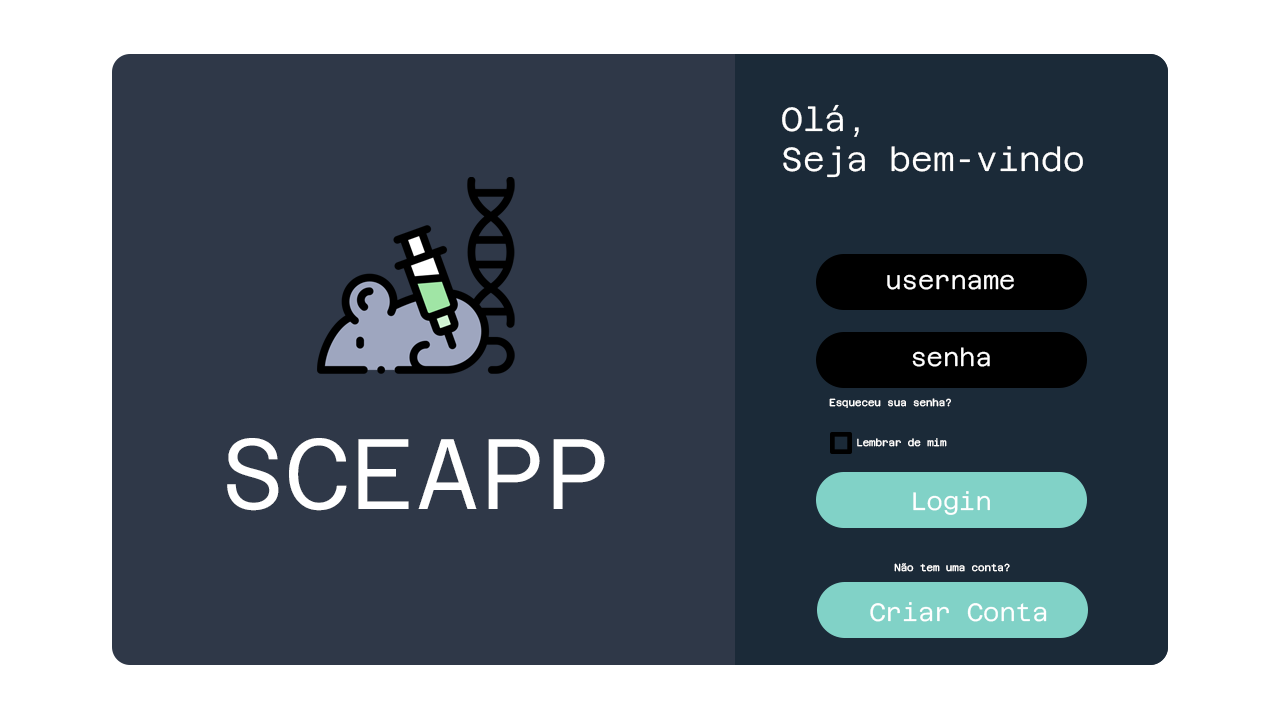 SCEAPP
Olá,
Seja bem-vindo
username
senha
Esqueceu sua senha?
Lembrar de mim
Login
Não tem uma conta?
Criar Conta